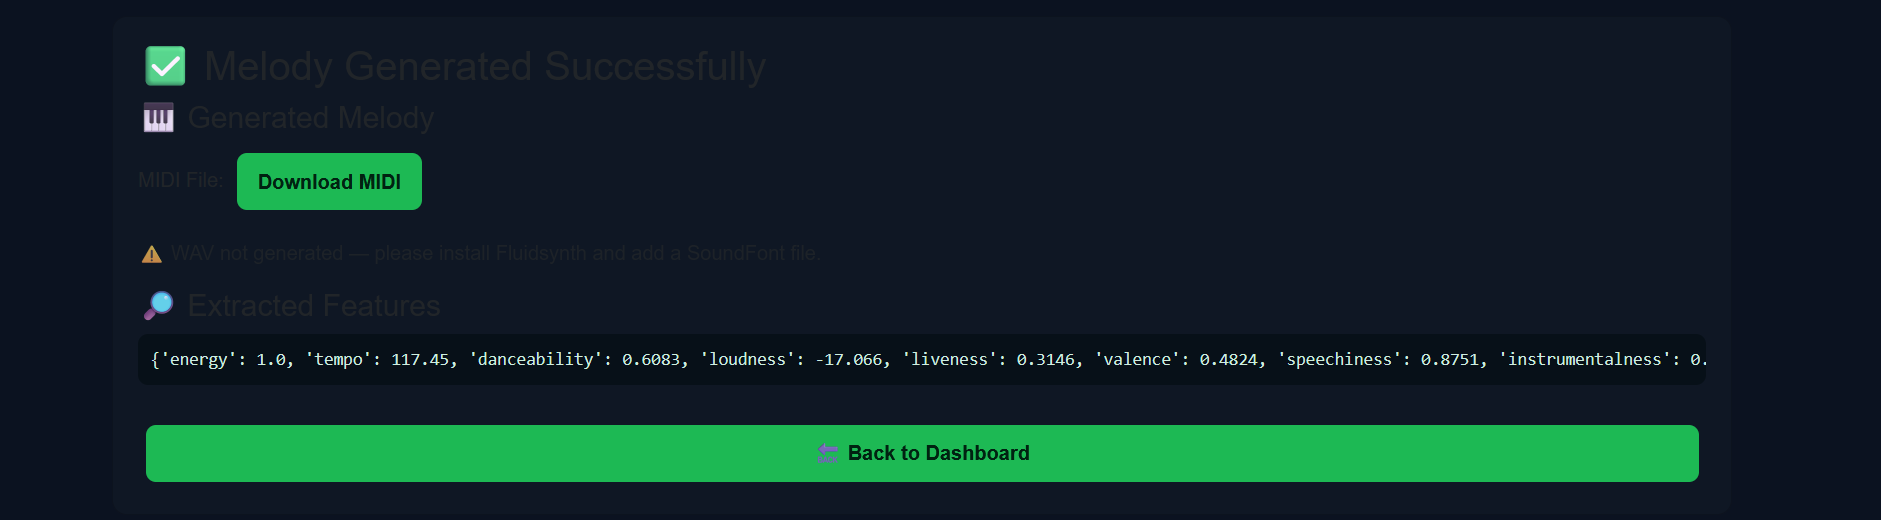 Melody Generated Successfully
Generated Melody
MIDI File: Download MIDI
WAV not generated — please install Fluidsynth and add a SoundFont file.
Extracted Features
{'energy': 1.0, 'tempo': 117.45, 'danceability': 0.6083, 'loudness': -17.066, 'liveness': 0.3146, 'valence': 0.4824, 'speechiness': 0.8751, 'instrumentalness': 0.
Back to Dashboard